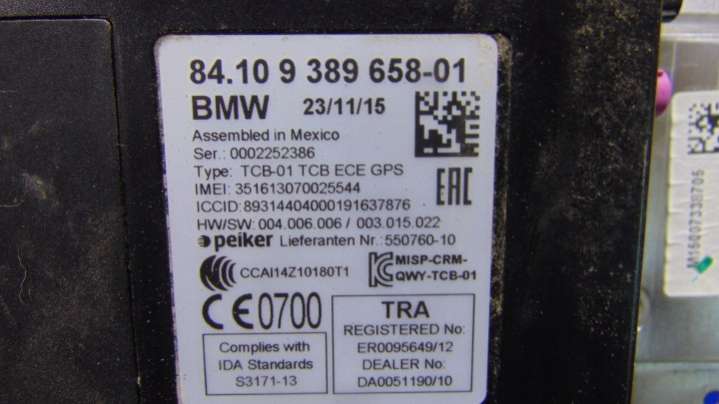 84.10 9 389 658-01
BMW 23/11/15
Assembled in Mexico
Ser.: 0002252386
Type: TCB-01 TCB ECE GPS
IMEI: 351613070025544
ICCID: 89314404000191637876
HW/SW: 004.006.006 / 003.015.022
peiker Lieferanten Nr.: 550760-10
EAC
CCAI14Z10180T1
MISP-CRM-
QWY-TCB-01
CE0700
Complies with
IDA Standards
S3171-13
TRA
REGISTERED No:
ER0095649/12
DEALER No:
DA0051190/10
M15007338705